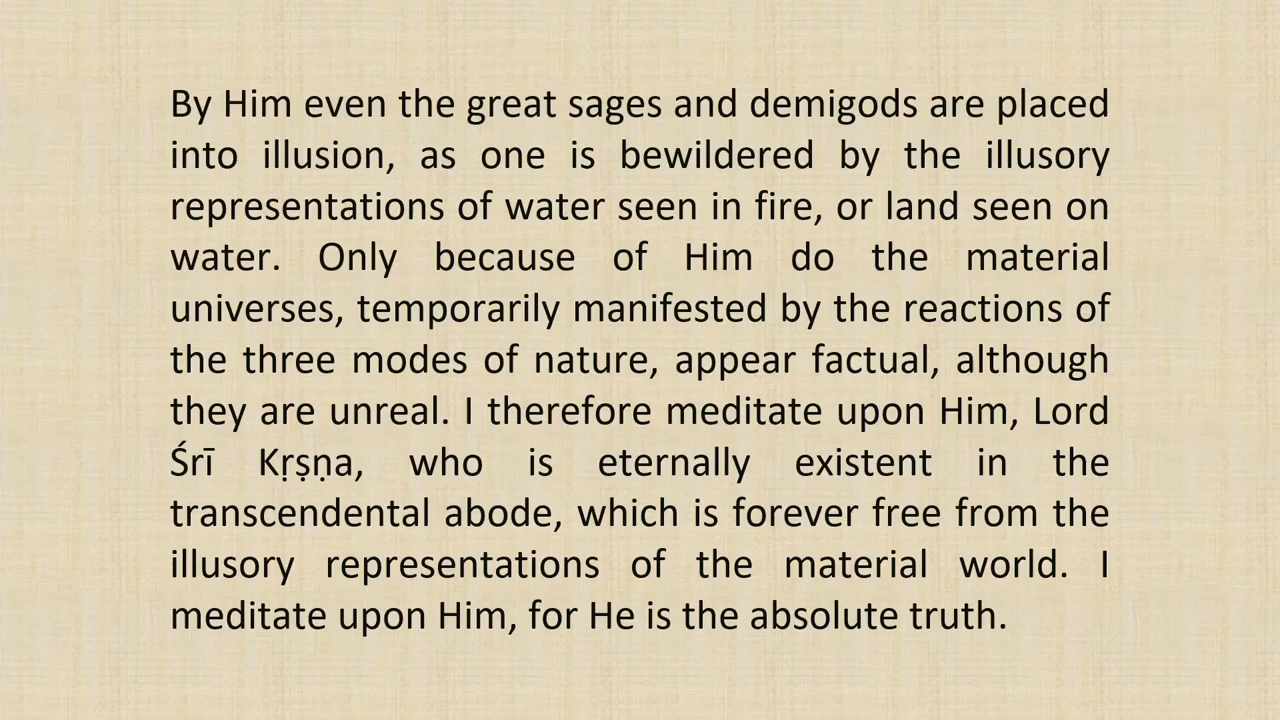 By Him even the great sages and demigods are placed
into illusion, as one is bewildered by the illusory
representations of water seen in fire, or land seen on
water. Only because of Him do the material
universes, temporarily manifested by the reactions of
the three modes of nature, appear factual, although
they are unreal. I therefore meditate upon Him, Lord
Śrī Kṛṣṇa, who is eternally existent in the
transcendental abode, which is forever free from the
illusory representations of the material world. I
meditate upon Him, for He is the absolute truth.